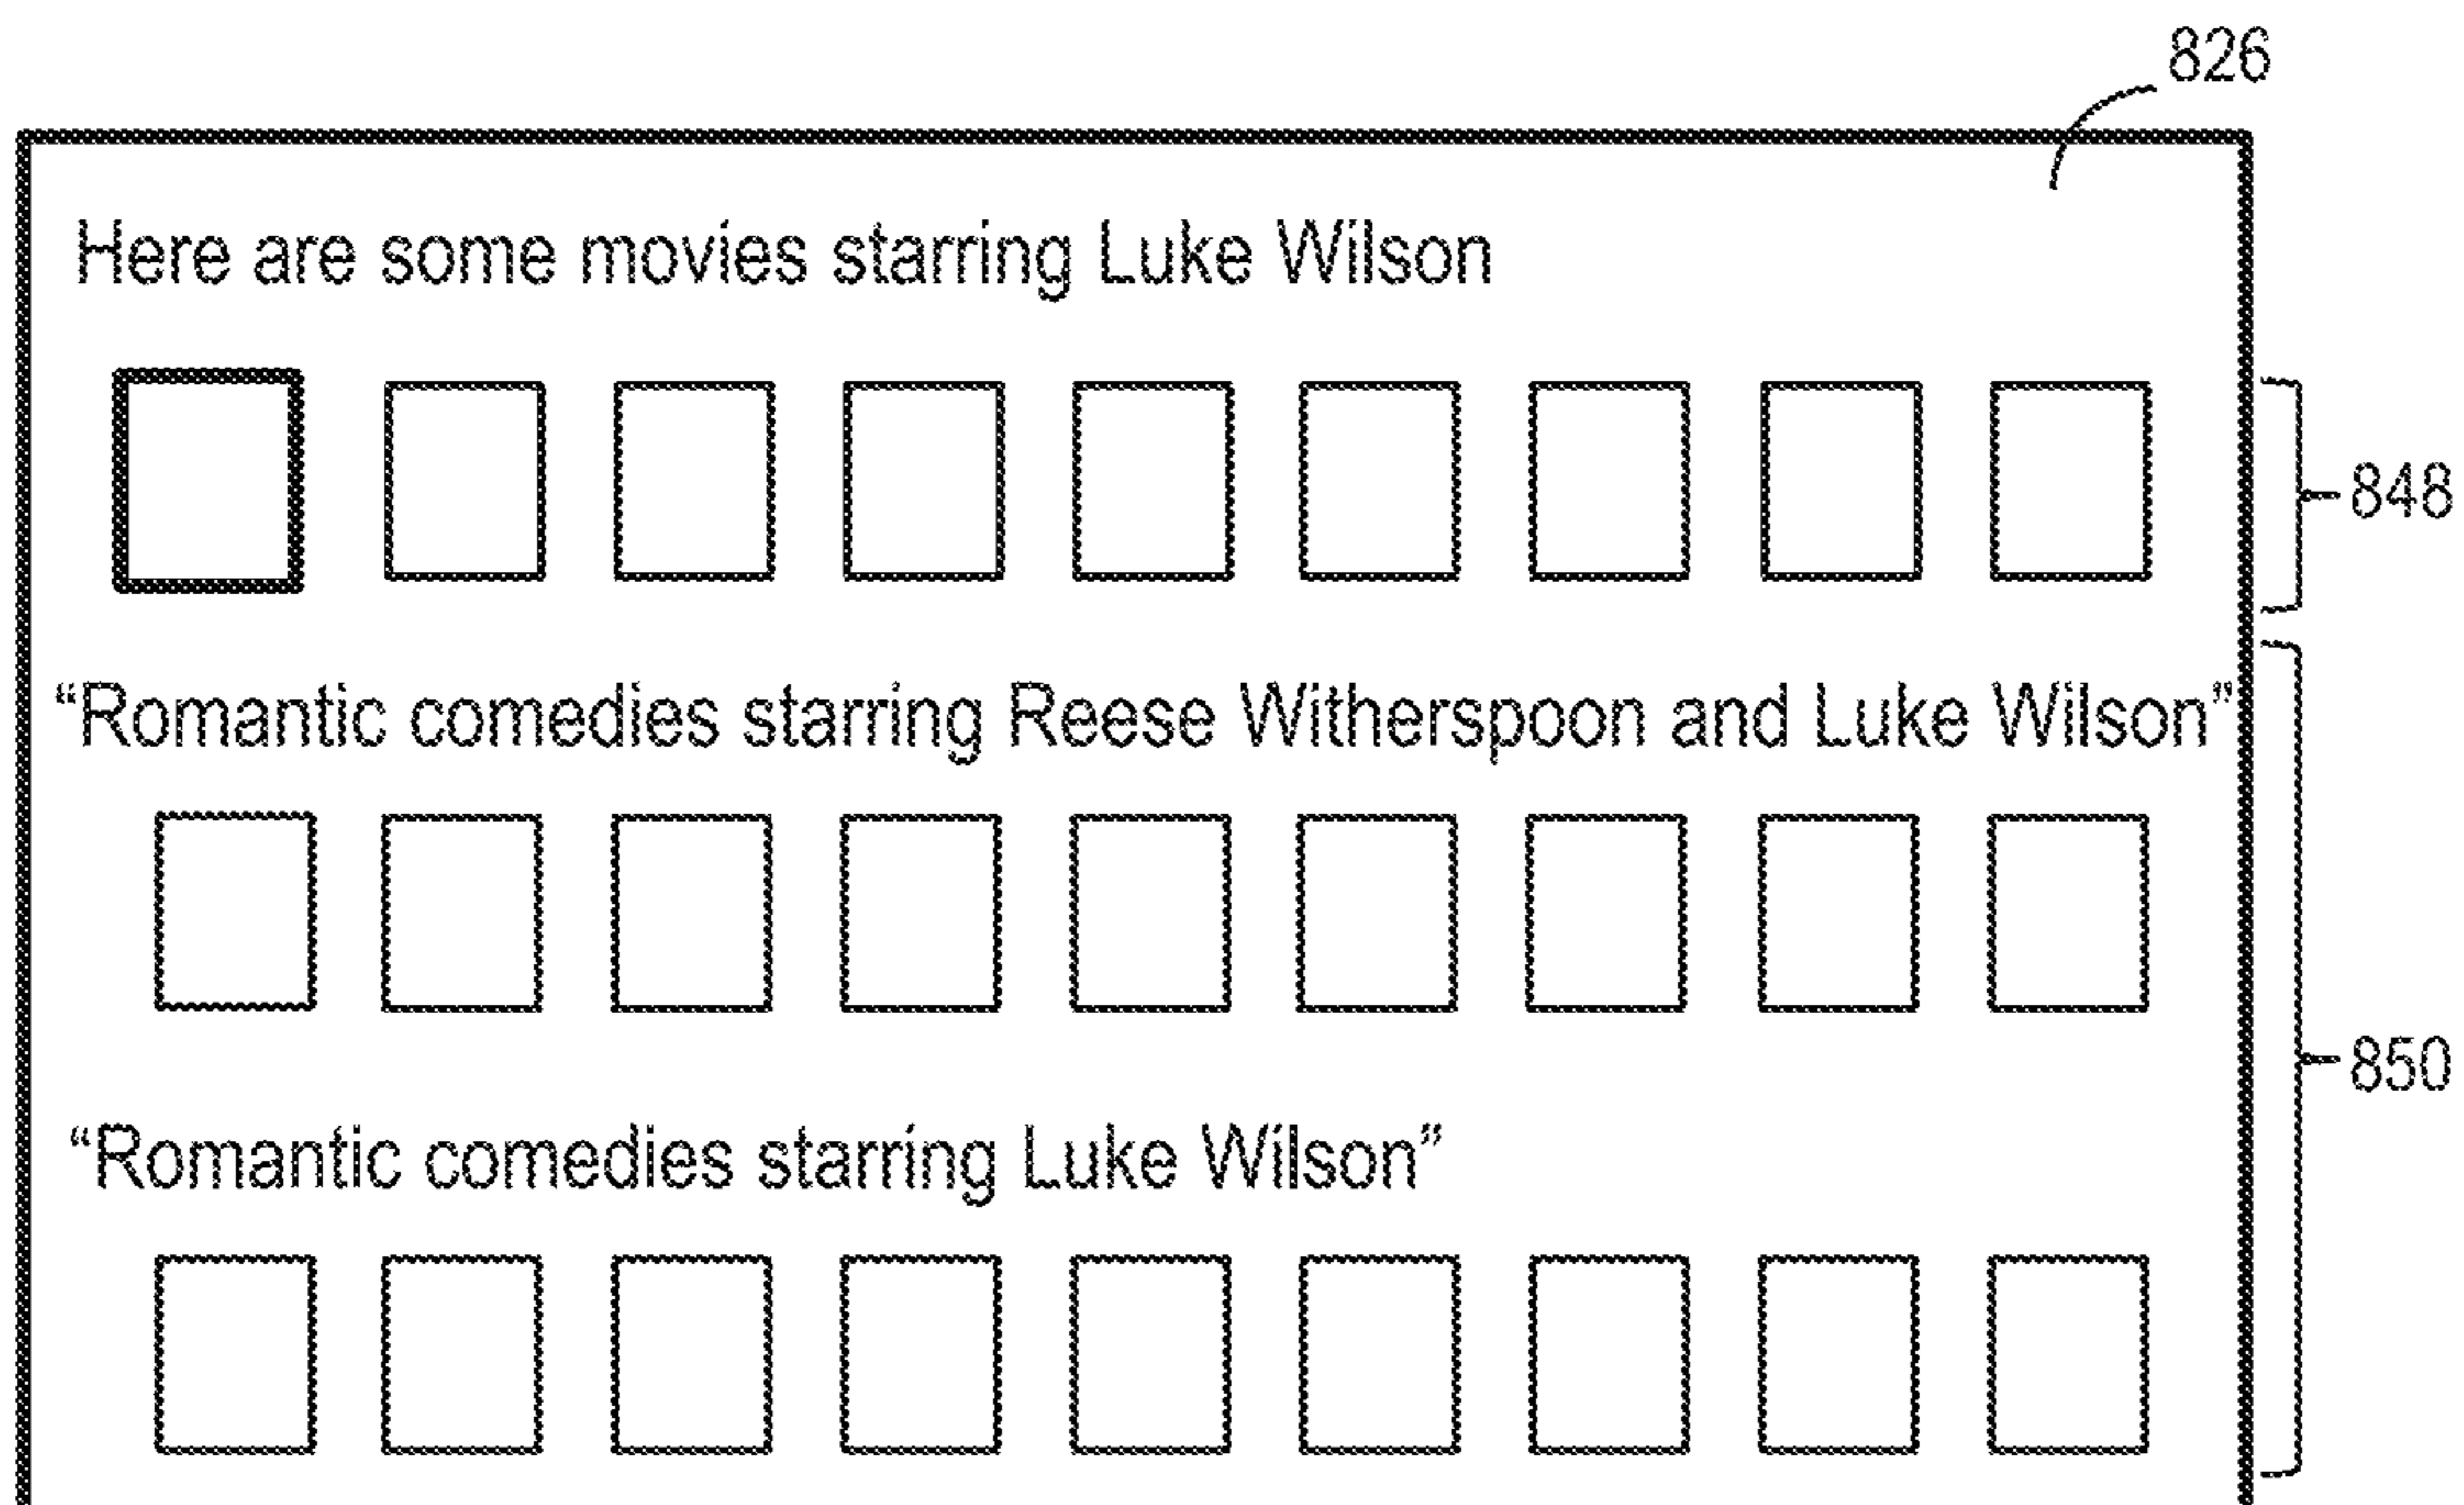 826
Here are some movies starring Luke Wilson
848
“Romantic comedies starring Reese Witherspoon and Luke Wilson”
850
“Romantic comedies starring Luke Wilson”